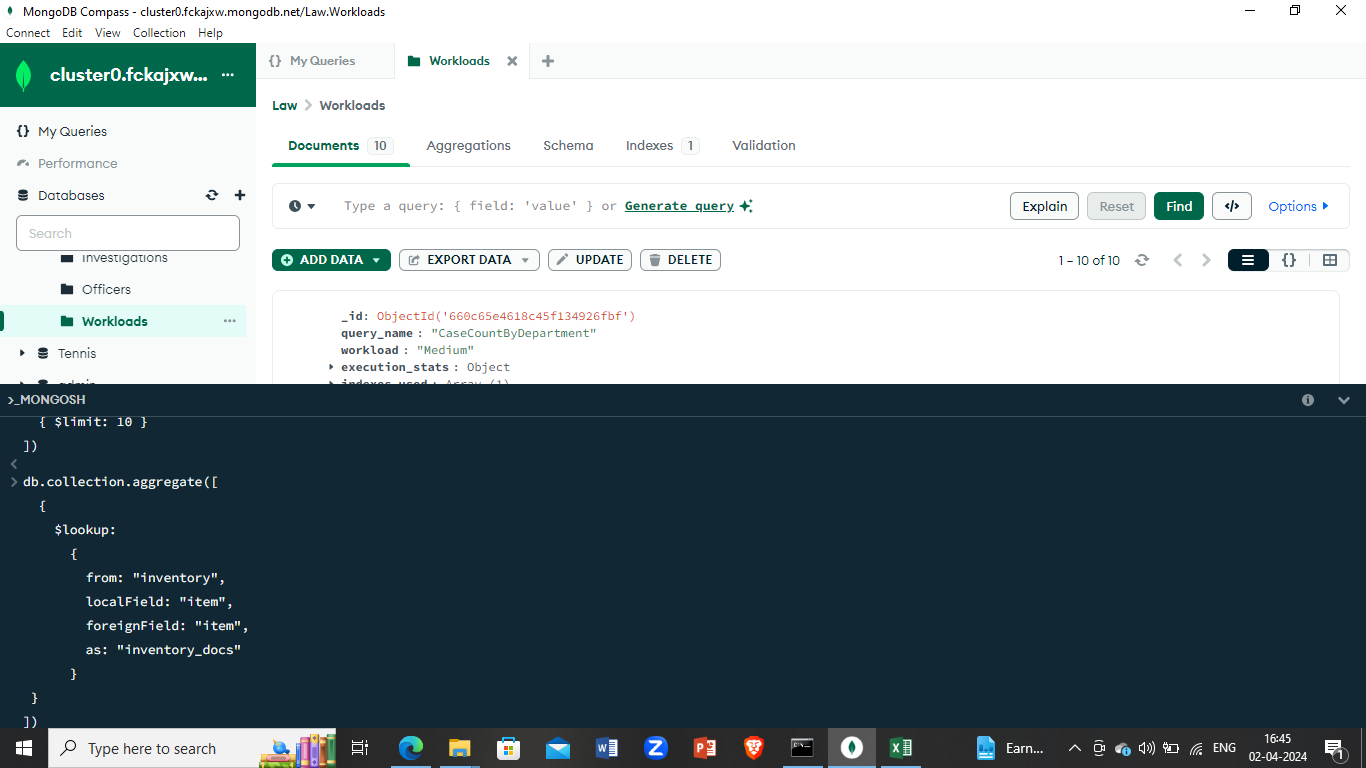 MongoDB Compass - cluster0.fckajxw.mongodb.net/Law.Workloads
Connect Edit View Collection Help
cluster0.fckajxw... ...
{} My Queries
Workloads
Law > Workloads
{} My Queries
Performance
Databases
Search
Investigations
Officers
Workloads ...
Tennis
admin
Documents 10 Aggregations Schema Indexes 1 Validation
Type a query: { field: 'value' } or Generate query
Explain Reset Find </> Options
ADD DATA EXPORT DATA UPDATE DELETE
1 – 10 of 10 {}
_id: ObjectId('660c65e4618c45f134926fbf')
query_name : "CaseCountByDepartment"
workload : "Medium"
execution_stats : Object
indexes_used : Array (1)
>_MONGOSH
{ $limit: 10 }
])
<
> db.collection.aggregate([
{
$lookup:
{
from: "inventory",
localField: "item",
foreignField: "item",
as: "inventory_docs"
}
}
])
Type here to search
Earn...
ENG
16:45
02-04-2024
1